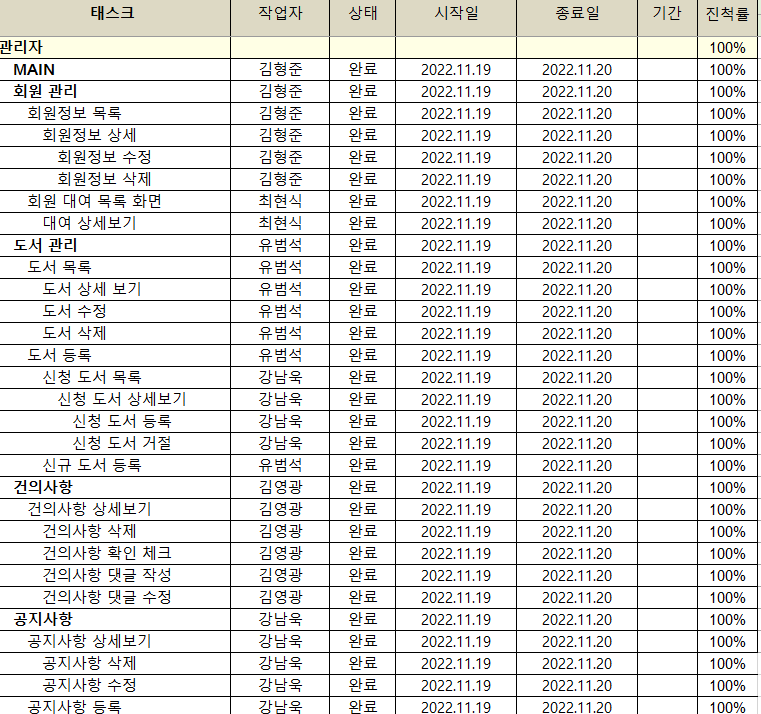 태스크 작업자 상태 시작일 종료일 기간 진척률
관리자 100%
MAIN 김형준 완료 2022.11.19 2022.11.20 100%
회원 관리 김형준 완료 2022.11.19 2022.11.20 100%
회원정보 목록 김형준 완료 2022.11.19 2022.11.20 100%
회원정보 상세 김형준 완료 2022.11.19 2022.11.20 100%
회원정보 수정 김형준 완료 2022.11.19 2022.11.20 100%
회원정보 삭제 김형준 완료 2022.11.19 2022.11.20 100%
회원 대여 목록 화면 최현식 완료 2022.11.19 2022.11.20 100%
대여 상세보기 최현식 완료 2022.11.19 2022.11.20 100%
도서 관리 유범석 완료 2022.11.19 2022.11.20 100%
도서 목록 유범석 완료 2022.11.19 2022.11.20 100%
도서 상세 보기 유범석 완료 2022.11.19 2022.11.20 100%
도서 수정 유범석 완료 2022.11.19 2022.11.20 100%
도서 삭제 유범석 완료 2022.11.19 2022.11.20 100%
도서 등록 유범석 완료 2022.11.19 2022.11.20 100%
신청 도서 목록 강남욱 완료 2022.11.19 2022.11.20 100%
신청 도서 상세보기 강남욱 완료 2022.11.19 2022.11.20 100%
신청 도서 등록 강남욱 완료 2022.11.19 2022.11.20 100%
신청 도서 거절 강남욱 완료 2022.11.19 2022.11.20 100%
신규 도서 등록 유범석 완료 2022.11.19 2022.11.20 100%
건의사항 김영광 완료 2022.11.19 2022.11.20 100%
건의사항 상세보기 김영광 완료 2022.11.19 2022.11.20 100%
건의사항 삭제 김영광 완료 2022.11.19 2022.11.20 100%
건의사항 확인 체크 김영광 완료 2022.11.19 2022.11.20 100%
건의사항 댓글 작성 김영광 완료 2022.11.19 2022.11.20 100%
건의사항 댓글 수정 김영광 완료 2022.11.19 2022.11.20 100%
공지사항 강남욱 완료 2022.11.19 2022.11.20 100%
공지사항 상세보기 강남욱 완료 2022.11.19 2022.11.20 100%
공지사항 삭제 강남욱 완료 2022.11.19 2022.11.20 100%
공지사항 수정 강남욱 완료 2022.11.19 2022.11.20 100%
공지사항 등록 강남욱 완료 2022.11.19 2022.11.20 100%